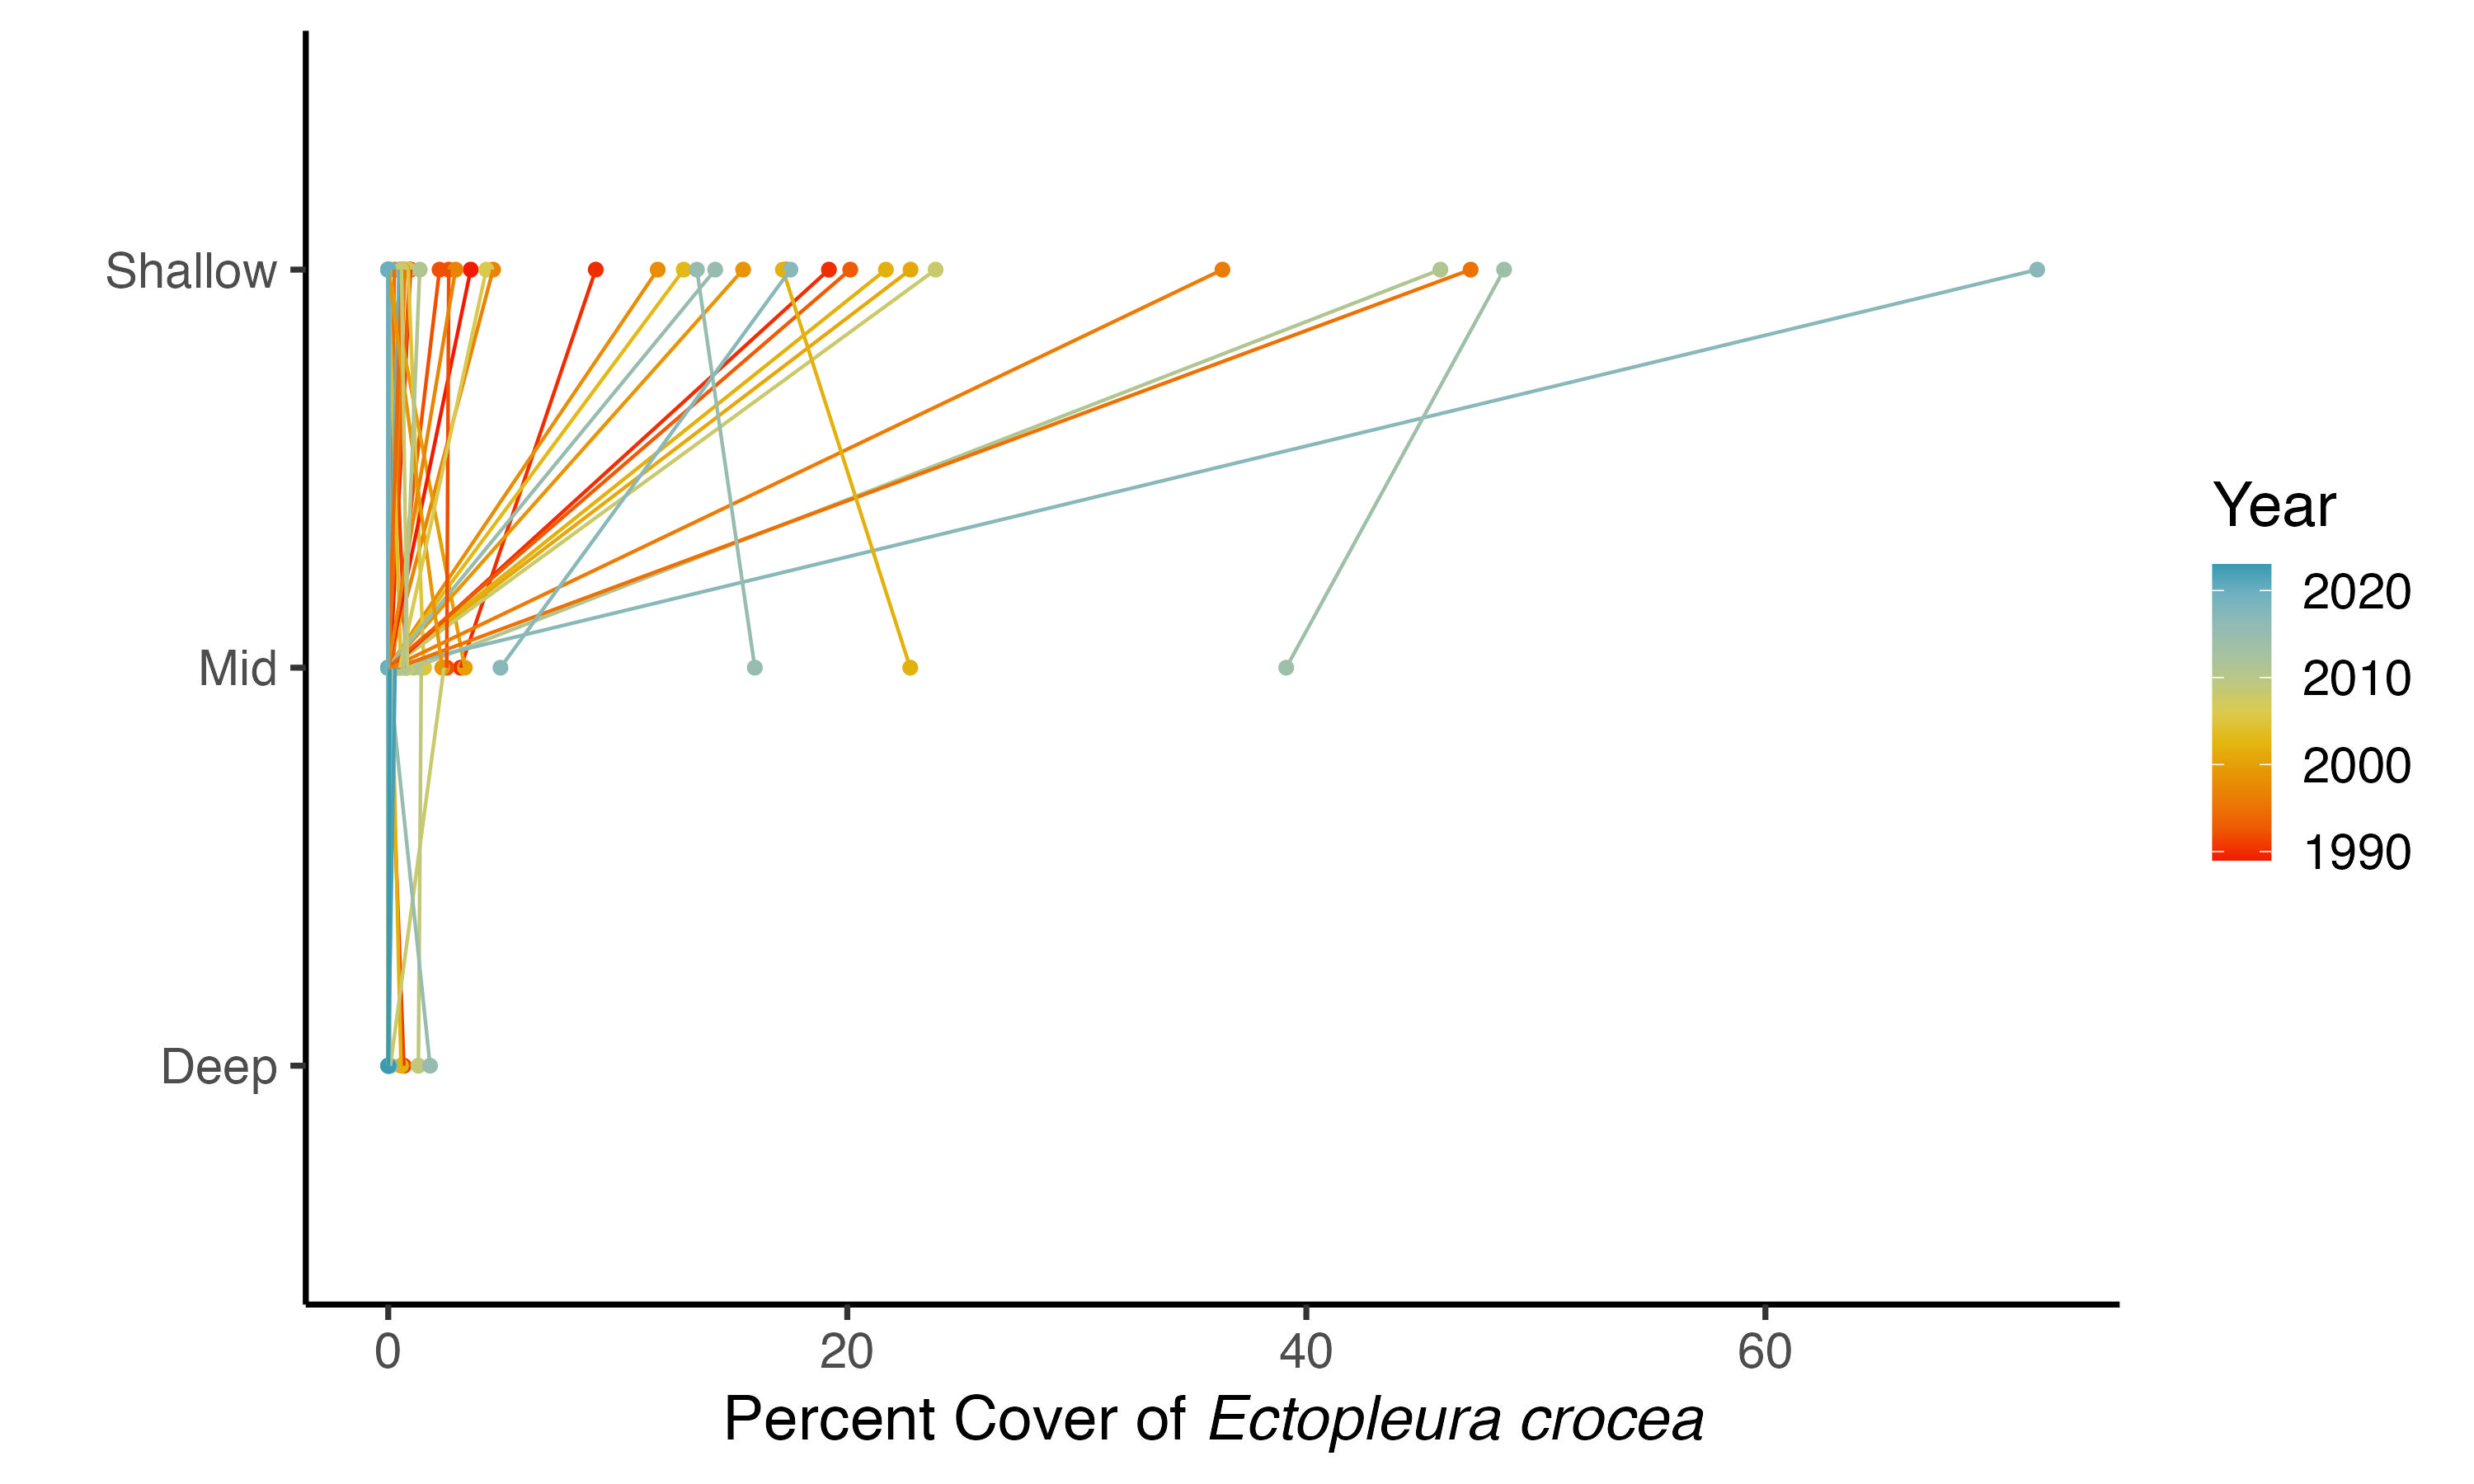 Shallow
Mid
Deep
0 20 40 60
Percent Cover of Ectopleura crocea
Year
2020
2010
2000
1990